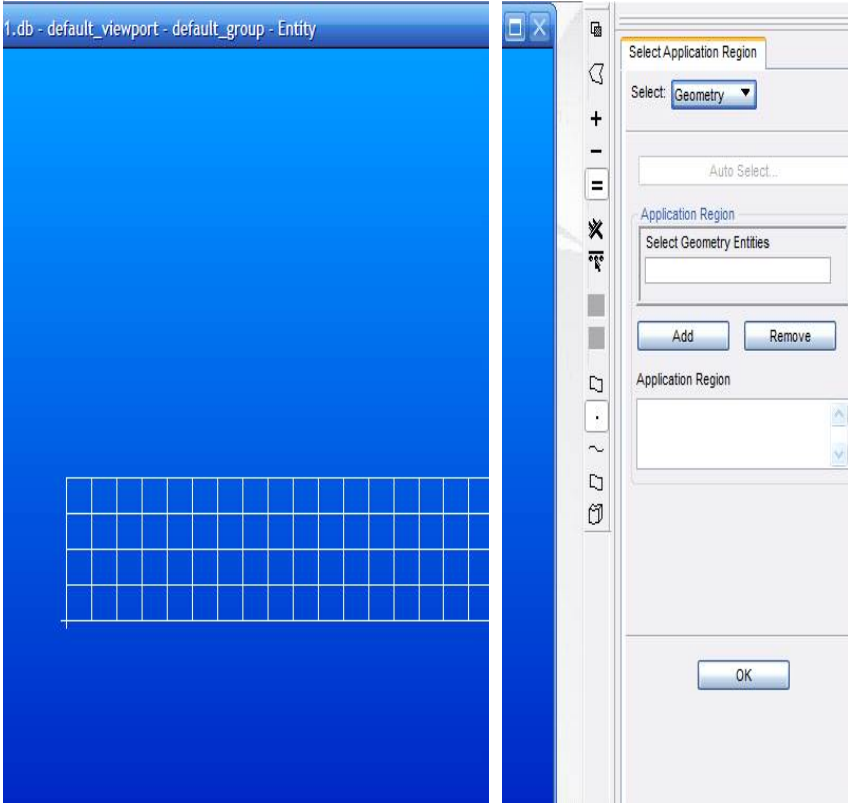 1.db - default_viewport - default_group - Entity
Select Application Region
Select: Geometry
Auto Select...
Application Region
Select Geometry Entities
Add Remove
Application Region
OK